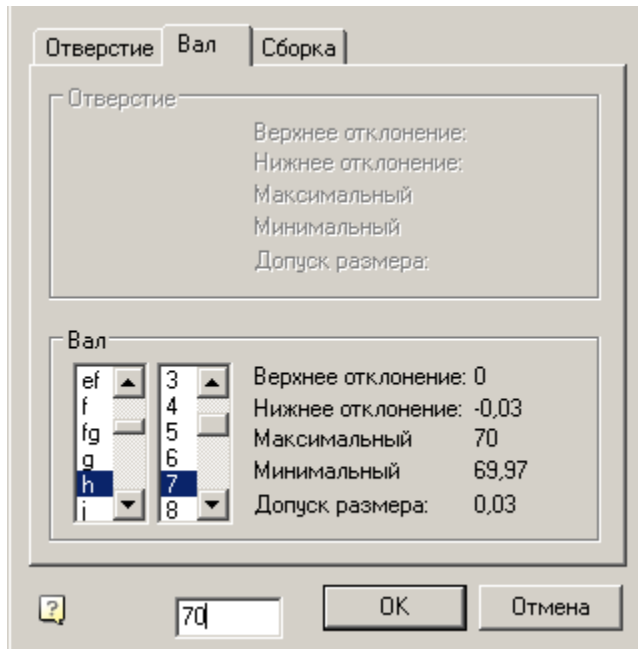 Отверстие Вал Сборка
Отверстие
Верхнее отклонение:
Нижнее отклонение:
Максимальный
Минимальный
Допуск размера:
Вал
ef 3 Верхнее отклонение: 0
f 4 Нижнее отклонение: -0,03
fg 5 Максимальный 70
g 6 Минимальный 69,97
h 7
j 8 Допуск размера: 0,03
? 70 OK Отмена